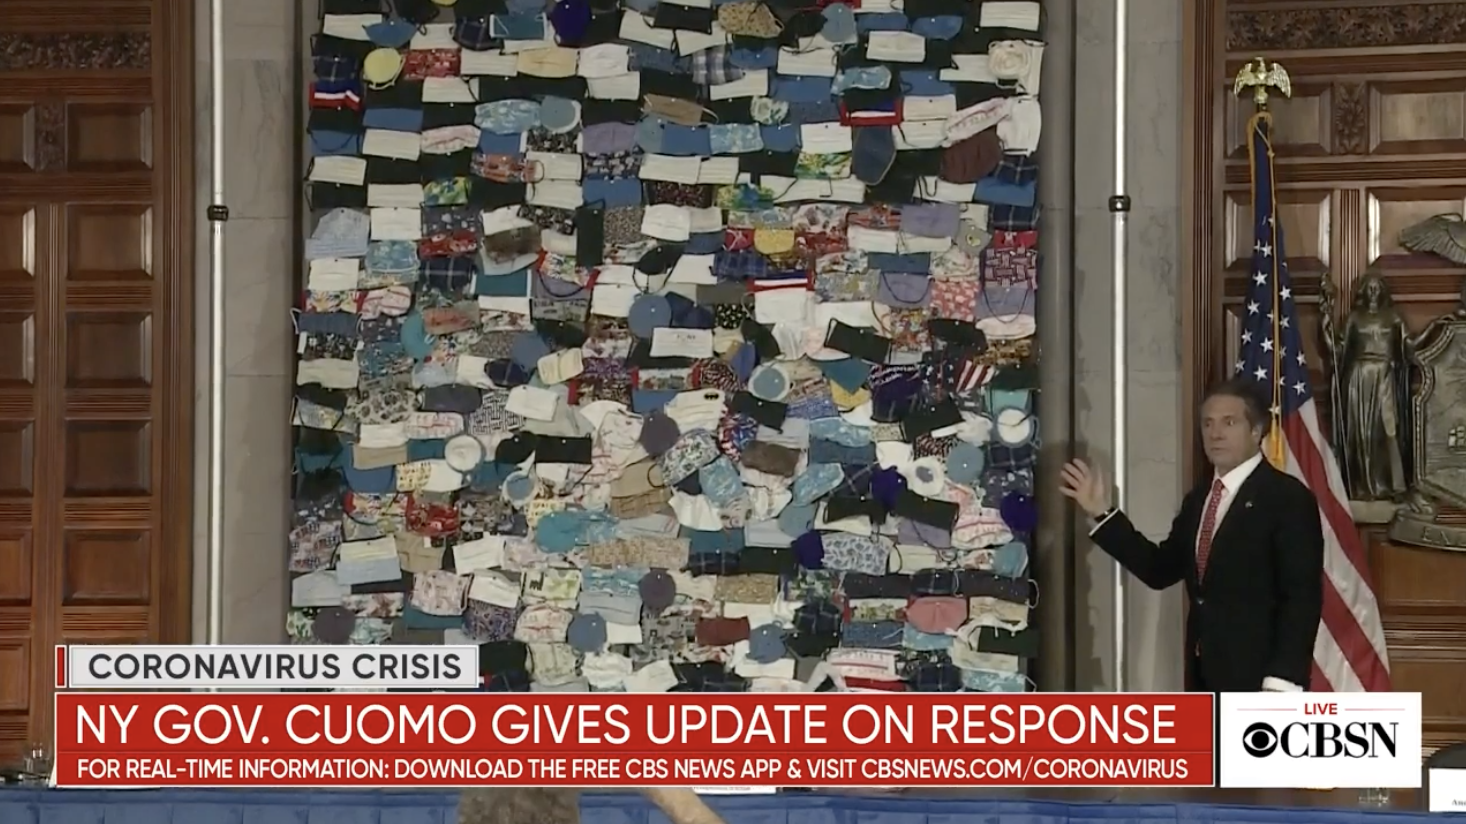 CORONAVIRUS CRISIS
NY GOV. CUOMO GIVES UPDATE ON RESPONSE
FOR REAL-TIME INFORMATION: DOWNLOAD THE FREE CBS NEWS APP & VISIT CBSNEWS.COM/CORONAVIRUS
LIVE
CBSN